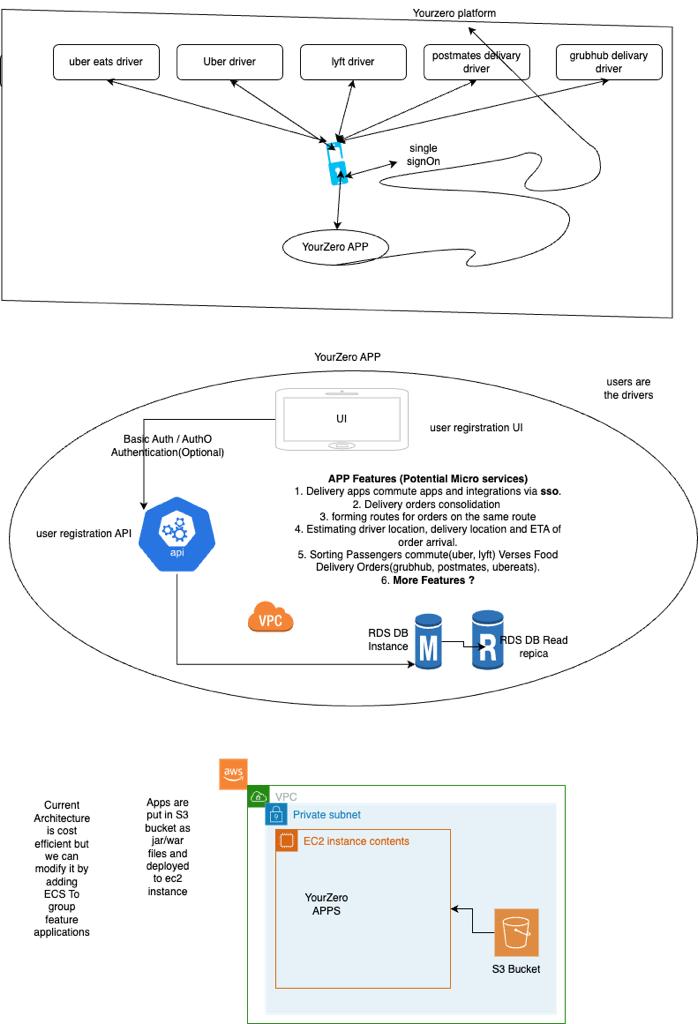 Yourzero platform
uber eats driver
Uber driver
lyft driver
postmates delivary
driver
grubhub delivary
driver
single
signOn
YourZero APP
YourZero APP
users are
the drivers
UI
user regirstration UI
Basic Auth / AuthO
Authentication(Optional)
APP Features (Potential Micro services)
1. Delivery apps commute apps and integrations via sso.
2. Delivery orders consolidation
3. forming routes for orders on the same route
4. Estimating driver location, delivery location and ETA of
order arrival.
5. Sorting Passengers commute(uber, lyft) Verses Food
Delivery Orders(grubhub, postmates, ubereats).
6. More Features ?
user registration API
api
VPC
RDS DB
Instance
M
R
RDS DB Read
repica
aws
VPC
Private subnet
EC2 instance contents
YourZero
APPS
S3 Bucket
Current
Architecture
is cost
efficient but
we can
modify it by
adding
ECS To
group
feature
applications
Apps are
put in S3
bucket as
jar/war
files and
deployed
to ec2
instance